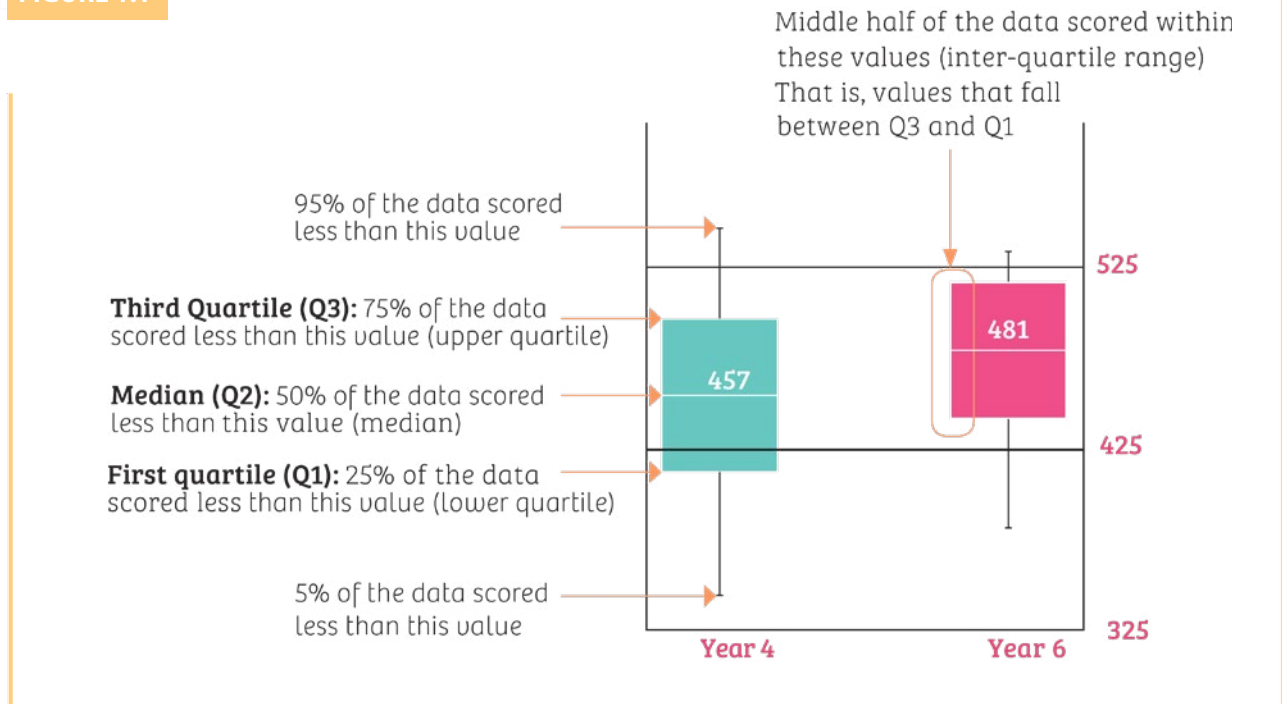 Middle half of the data scored within
these values (inter-quartile range)
That is, values that fall
between Q3 and Q1
95% of the data scored
less than this value
525
Third Quartile (Q3): 75% of the data
scored less than this value (upper quartile)
481
457
Median (Q2): 50% of the data scored
less than this value (median)
425
First quartile (Q1): 25% of the data
scored less than this value (lower quartile)
5% of the data scored
less than this value
325
Year 4
Year 6